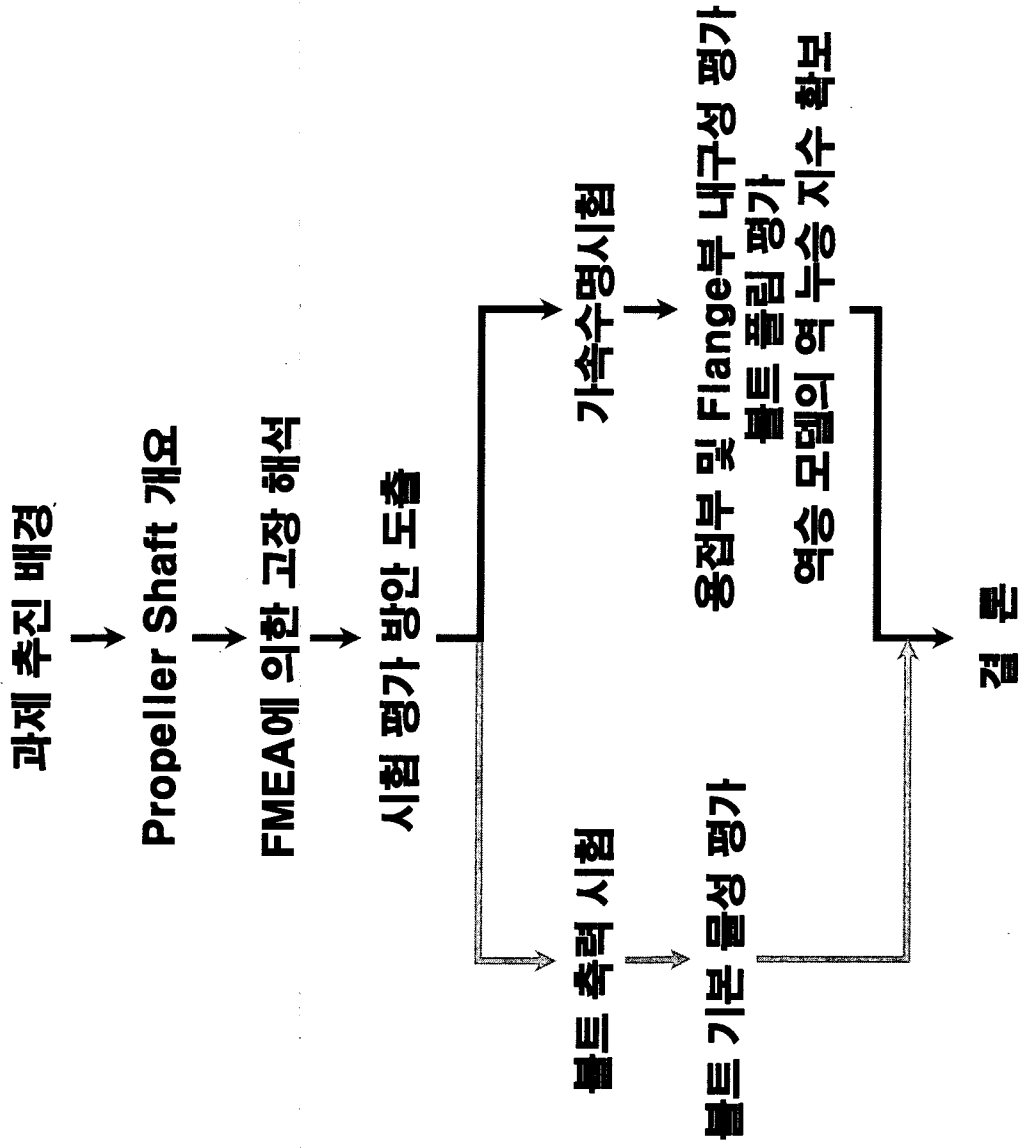 과제 추진 배경
Propeller Shaft 개요
FMEA에 의한 고장 해석
시험 평가 방안 도출
볼트 축력 시험
볼트 기본 물성 평가
가속수명시험
용접부 및 Flange부 내구성 평가
볼트 풀림 평가
역승 모델의 역 누승 지수 확보
결 론